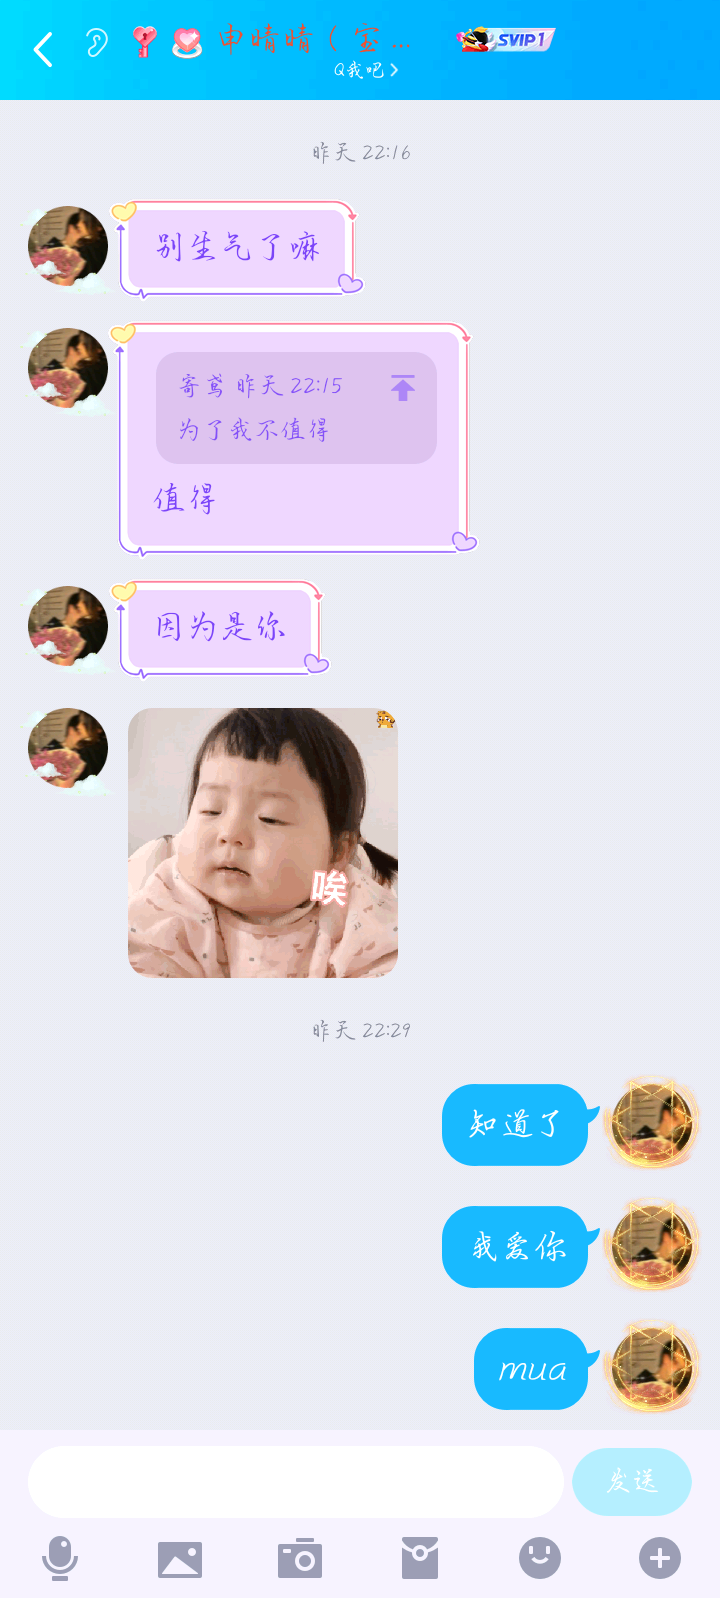 申晴晴（宝...
SVIP1
Q我吧
昨天 22:16
别生气了嘛
寄鸢 昨天 22:15
为了我不值得
值得
因为是你
唉
昨天 22:29
知道了
我爱你
mua
发送